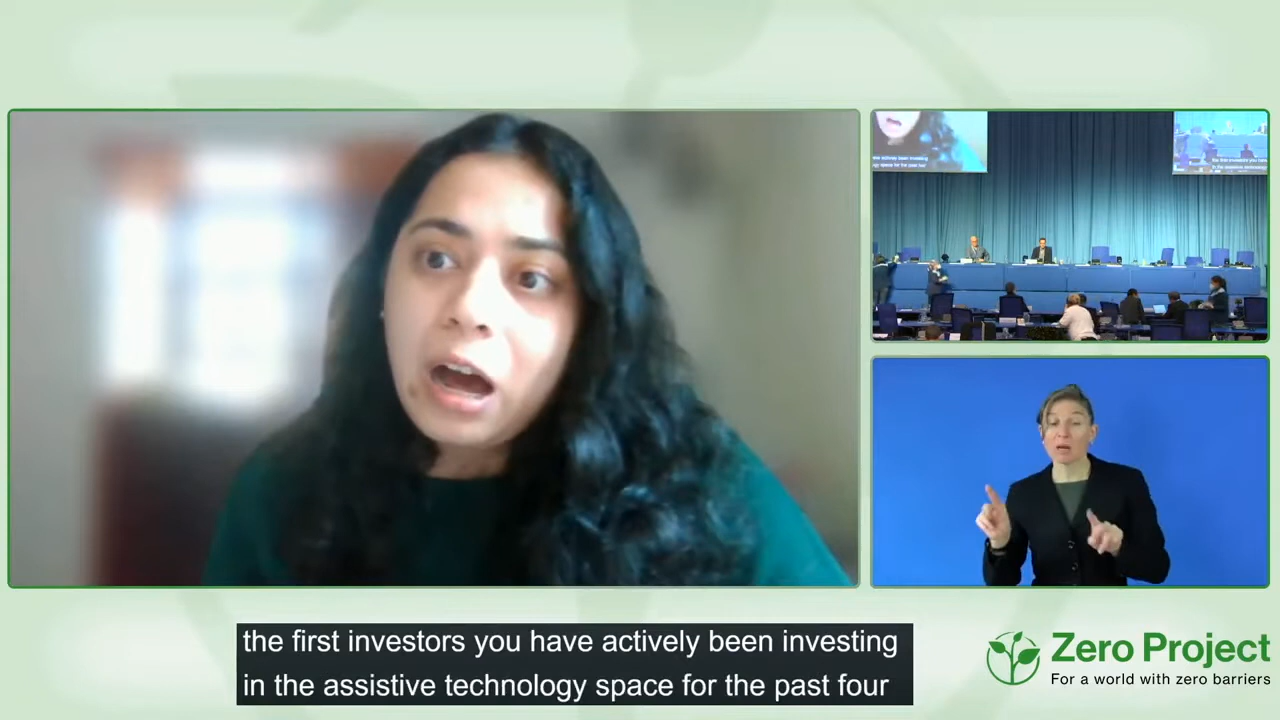 the first investors you have actively been investing
in the assistive technology space for the past four
Zero Project
For a world with zero barriers